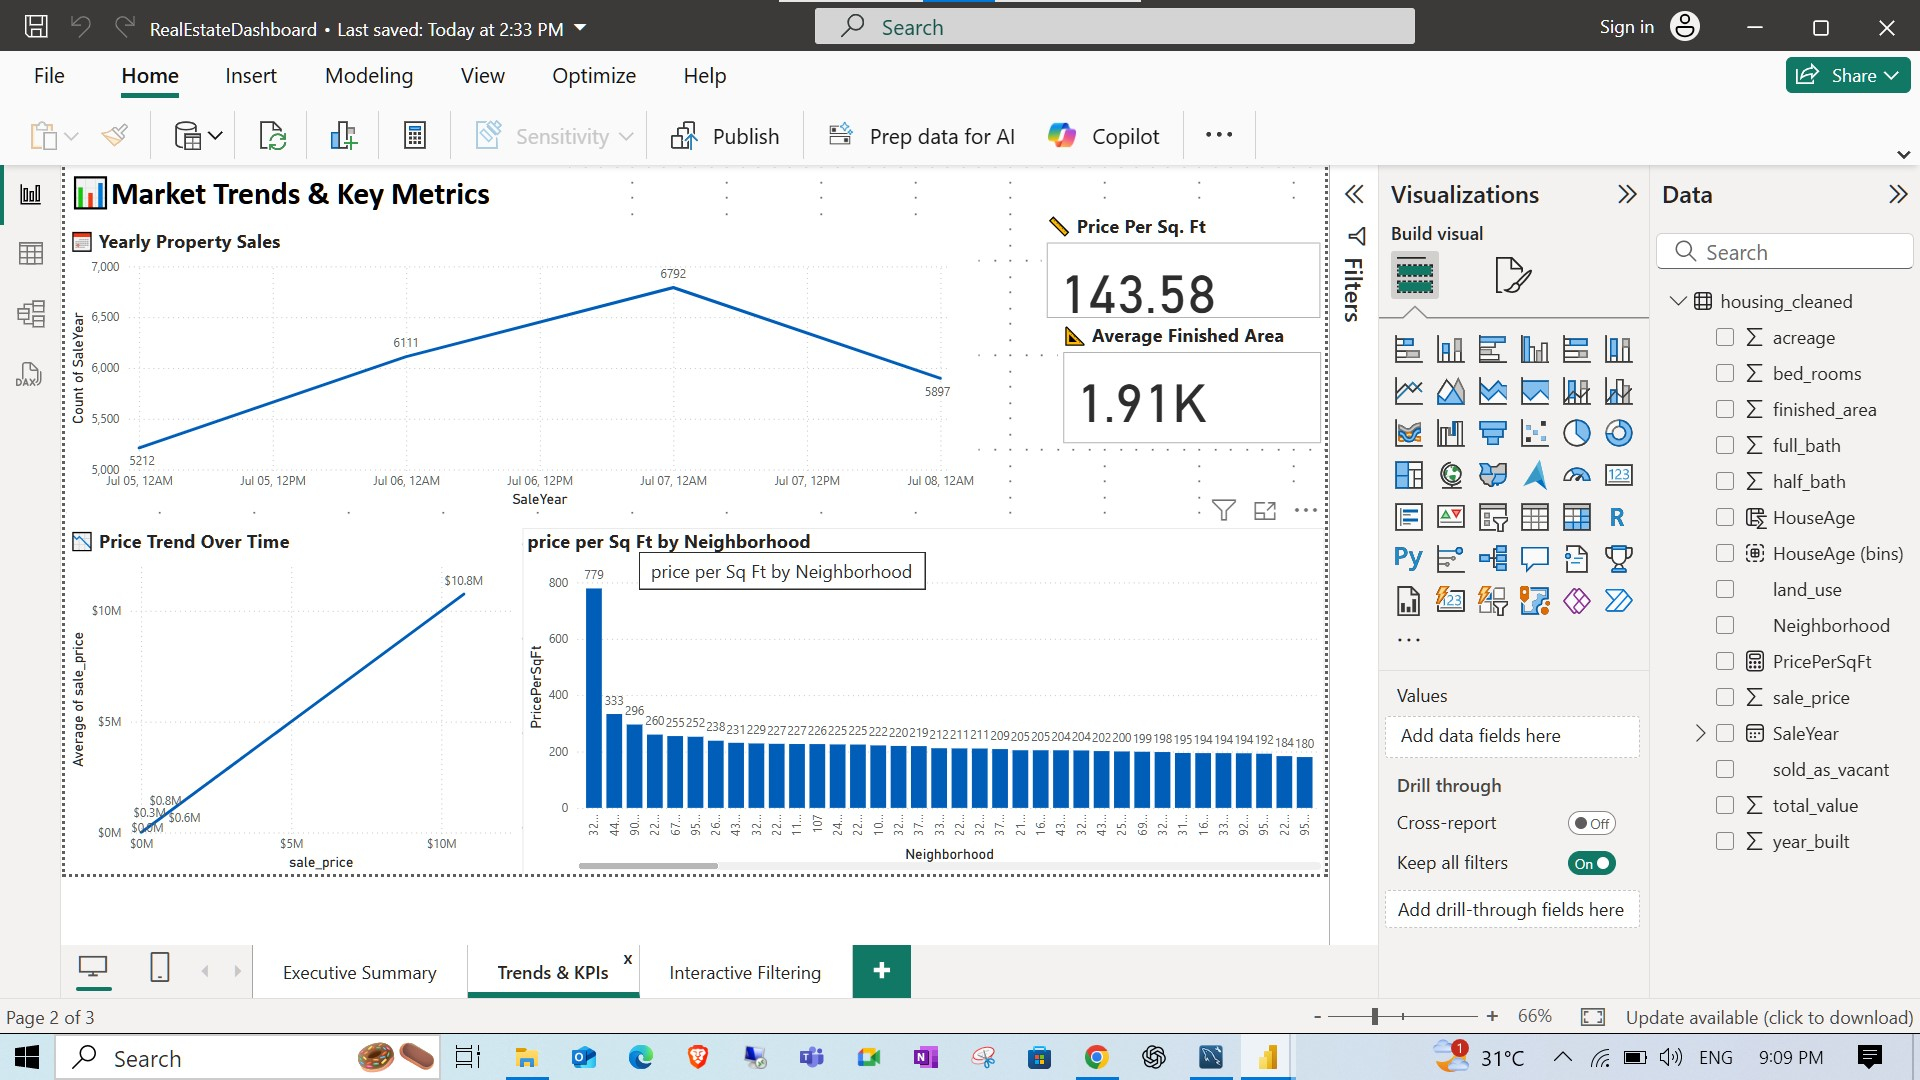 RealEstateDashboard • Last saved: Today at 2:33 PM
Search
Sign in
File Home Insert Modeling View Optimize Help
Share
Sensitivity
Publish
Prep data for AI
Copilot
Market Trends & Key Metrics
Yearly Property Sales
7,000
6,500
6,000
5,500
5,000
Count of SaleYear
5212
6111
6792
5897
Jul 05, 12AM Jul 05, 12PM Jul 06, 12AM Jul 06, 12PM Jul 07, 12AM Jul 07, 12PM Jul 08, 12AM
SaleYear
Price Per Sq. Ft
143.58
Average Finished Area
1.91K
Price Trend Over Time
Average of sale_price
$10M
$5M
$0M
$10.8M
$0.8M
$0.3M
$0.6M
$0.0M
$0M $5M $10M
sale_price
price per Sq Ft by Neighborhood
price per Sq Ft by Neighborhood
PricePerSqFt
800
600
400
200
0
779 333 296 260 255 252 238 231 229 227 227 226 225 225 222 220 219 212 211 211 209 205 205 204 204 202 200 199 198 195 194 194 194 192 184 180
32... 44... 90... 22... 67... 95... 26... 43... 32... 22... 11... 107 24... 22... 10... 32... 37... 33... 22... 32... 37... 21... 16... 43... 32... 43... 25... 69... 32... 31... 16... 33... 92... 95... 22... 95...
Neighborhood
Filters
Visualizations
Build visual
123
R
Py
123
Values
Add data fields here
Drill through
Cross-report
Off
Keep all filters
On
Add drill-through fields here
Data
Search
housing_cleaned
acreage
bed_rooms
finished_area
full_bath
half_bath
HouseAge
HouseAge (bins)
land_use
Neighborhood
PricePerSqFt
sale_price
SaleYear
sold_as_vacant
total_value
year_built
DAX
Executive Summary
Trends & KPIs
x
Interactive Filtering
+
Page 2 of 3
- + 66%
Update available (click to download)
Search
1
31°C
ENG
9:09 PM